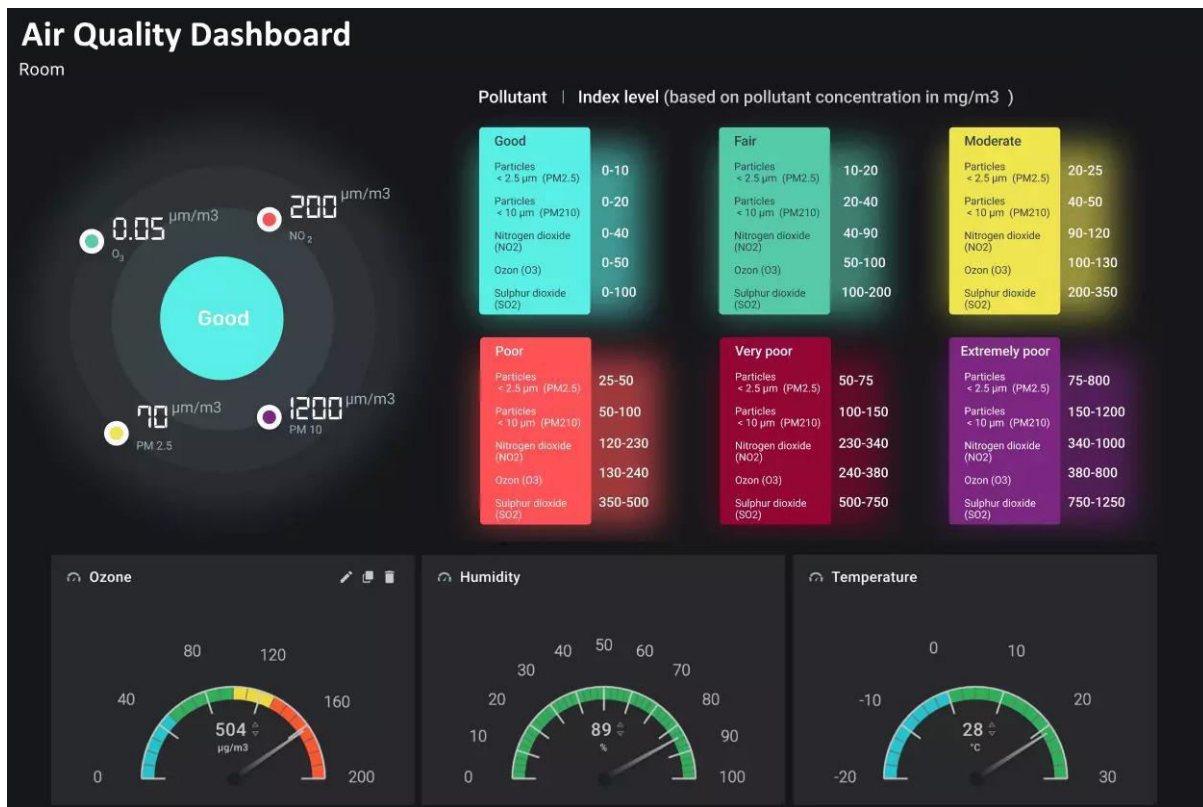 Air Quality Dashboard
Room
Pollutant | Index level (based on pollutant concentration in mg/m3 )
0.05 µm/m3
O3
200 µm/m3
NO2
Good
70 µm/m3
PM 2.5
1200 µm/m3
PM 10
Good
Particles
< 2.5 µm (PM2.5)
0-10
Particles
< 10 µm (PM210)
0-20
Nitrogen dioxide
(NO2)
0-40
Ozon (O3)
0-50
Sulphur dioxide
(SO2)
0-100
Fair
Particles
< 2.5 µm (PM2.5)
10-20
Particles
< 10 µm (PM210)
20-40
Nitrogen dioxide
(NO2)
40-90
Ozon (O3)
50-100
Sulphur dioxide
(SO2)
100-200
Moderate
Particles
< 2.5 µm (PM2.5)
20-25
Particles
< 10 µm (PM210)
40-50
Nitrogen dioxide
(NO2)
90-120
Ozon (O3)
100-130
Sulphur dioxide
(SO2)
200-350
Poor
Particles
< 2.5 µm (PM2.5)
25-50
Particles
< 10 µm (PM210)
50-100
Nitrogen dioxide
(NO2)
120-230
Ozon (O3)
130-240
Sulphur dioxide
(SO2)
350-500
Very poor
Particles
< 2.5 µm (PM2.5)
50-75
Particles
< 10 µm (PM210)
100-150
Nitrogen dioxide
(NO2)
230-340
Ozon (O3)
240-380
Sulphur dioxide
(SO2)
500-750
Extremely poor
Particles
< 2.5 µm (PM2.5)
75-800
Particles
< 10 µm (PM210)
150-1200
Nitrogen dioxide
(NO2)
340-1000
Ozon (O3)
380-800
Sulphur dioxide
(SO2)
750-1250
Ozone
0
40
80
120
160
200
504
µg/m3
Humidity
0
10
20
30
40
50
60
70
80
90
100
89
%
Temperature
-20
-10
0
10
20
30
28
°C